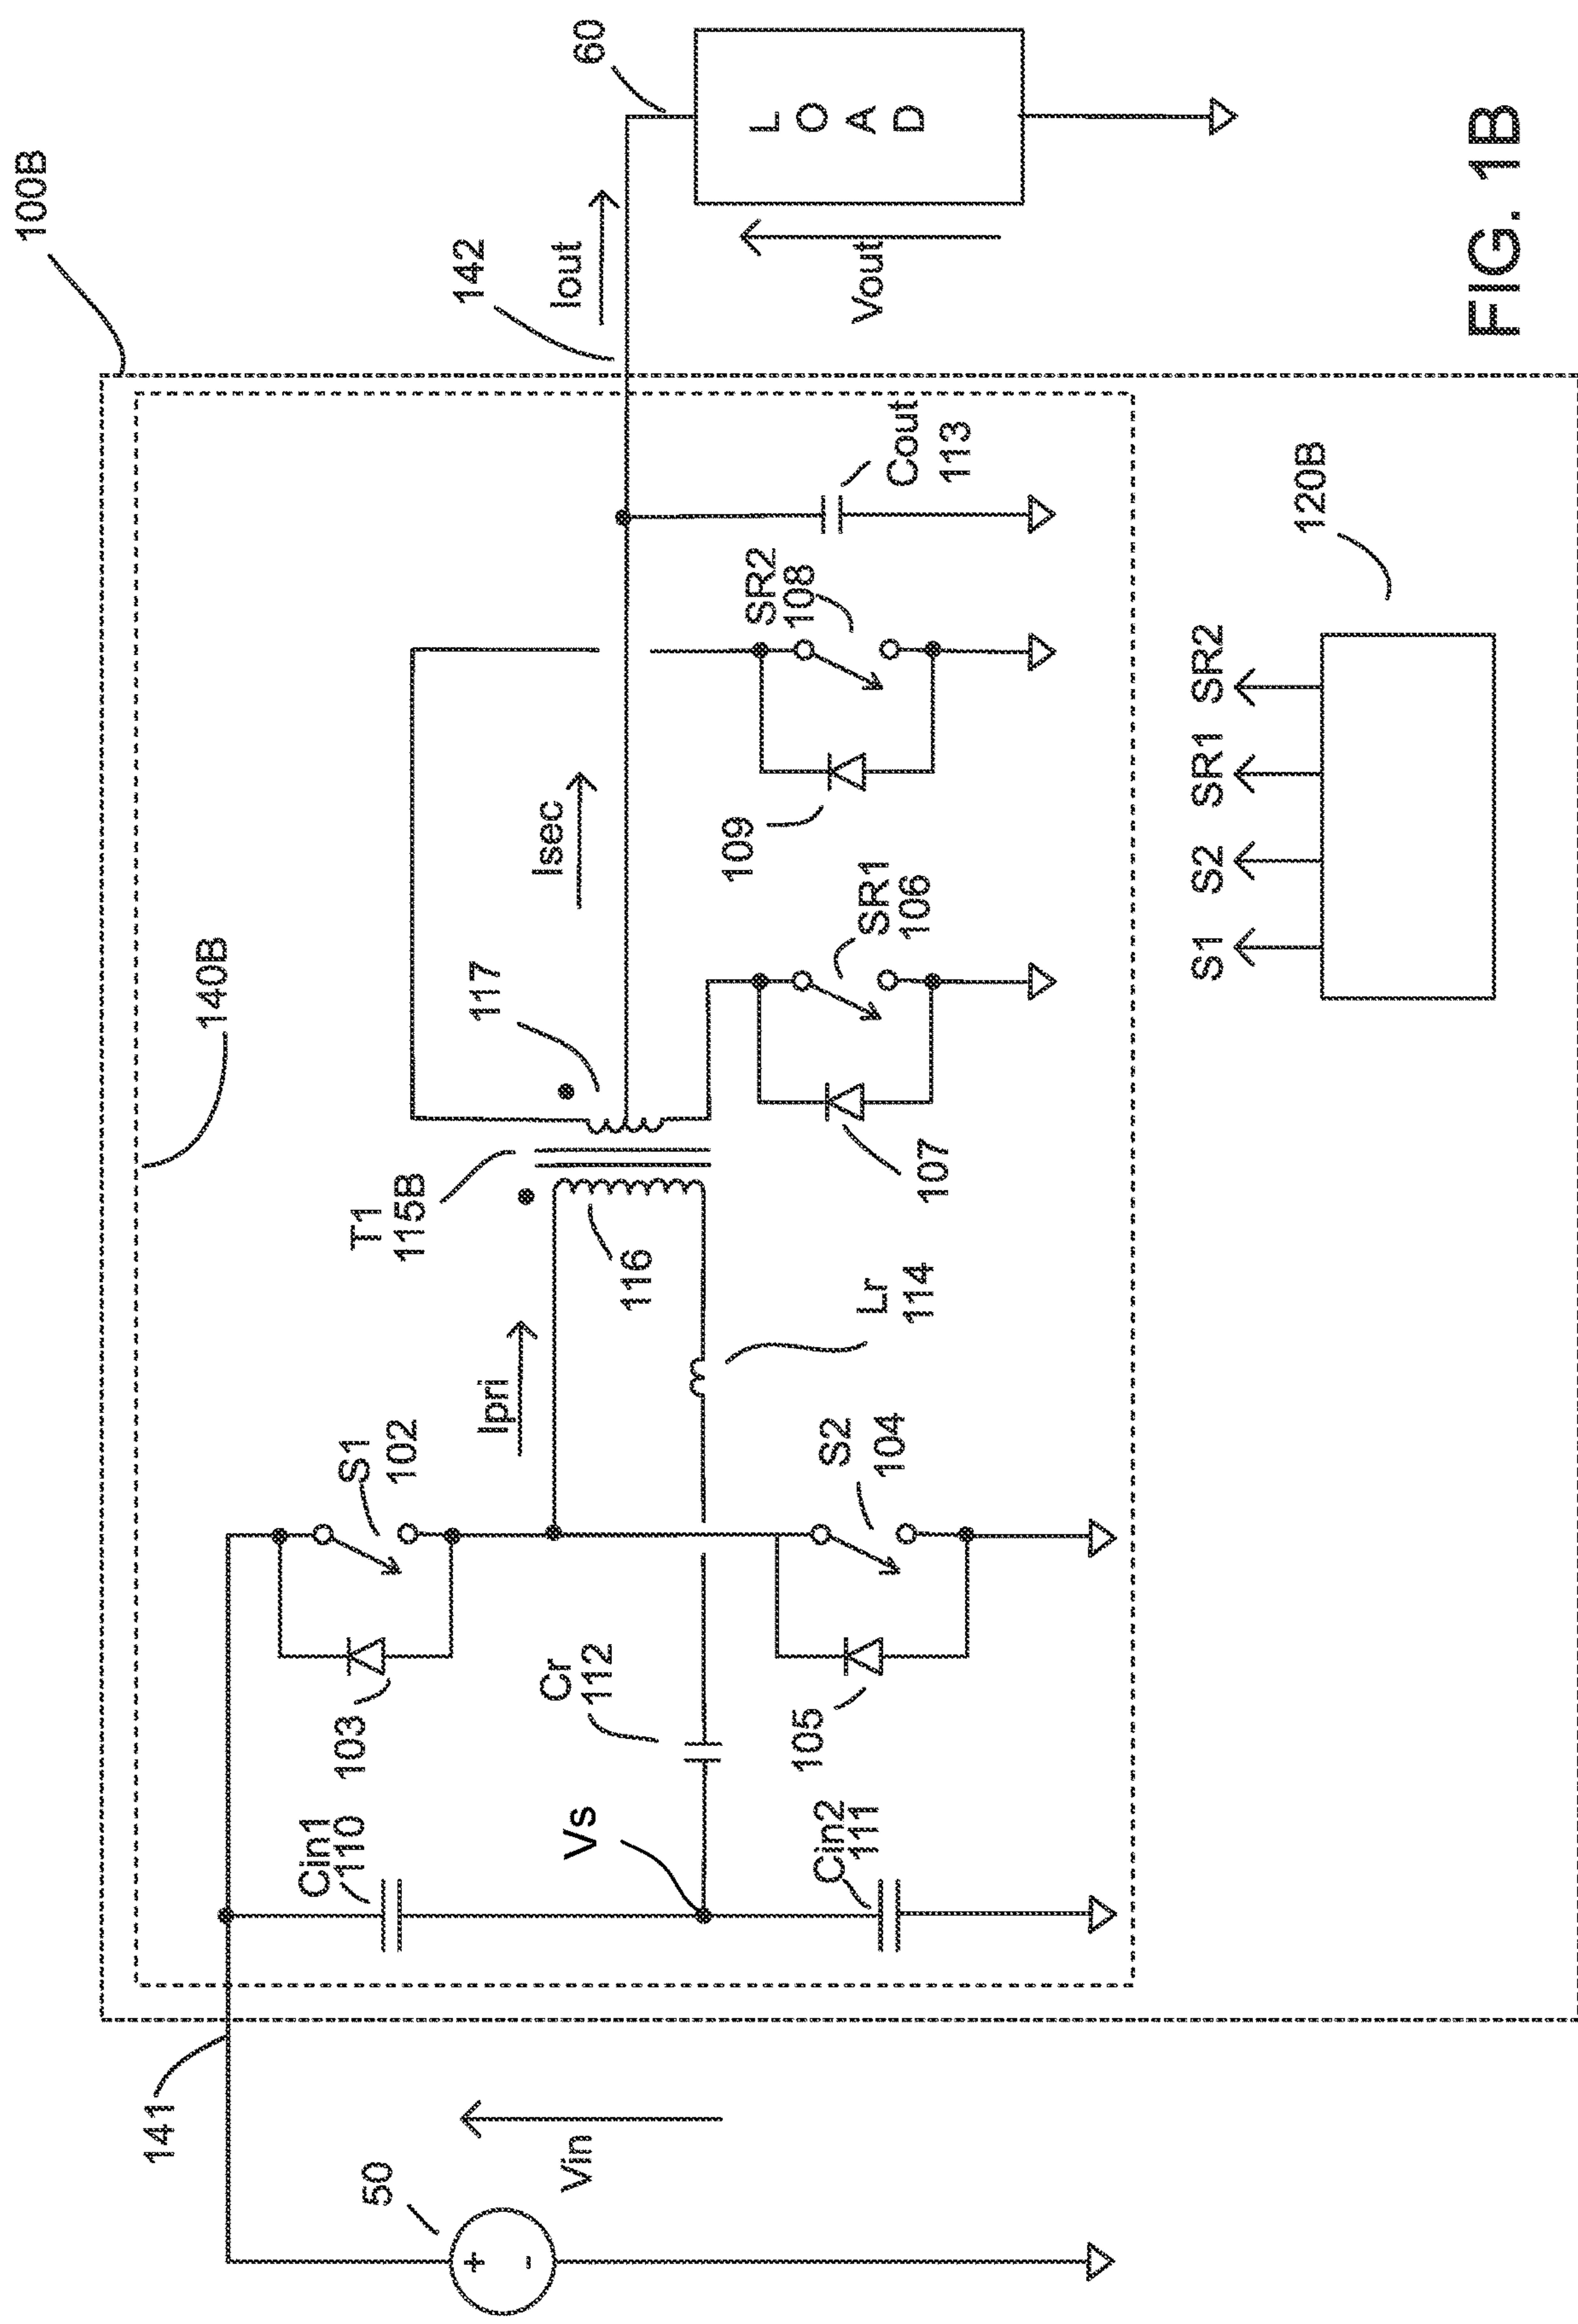 100B
140B
141
50
+
-
Vin
Cin1
110
103
S1
102
Ipri
T1
115B
117
Isec
142
Iout
60
L
O
A
D
Vout
Vs
Cr
112
116
Lr
114
107
SR1
106
109
SR2
108
Cout
113
Cin2
111
105
S2
104
S1 S2 SR1 SR2
120B
FIG. 1B